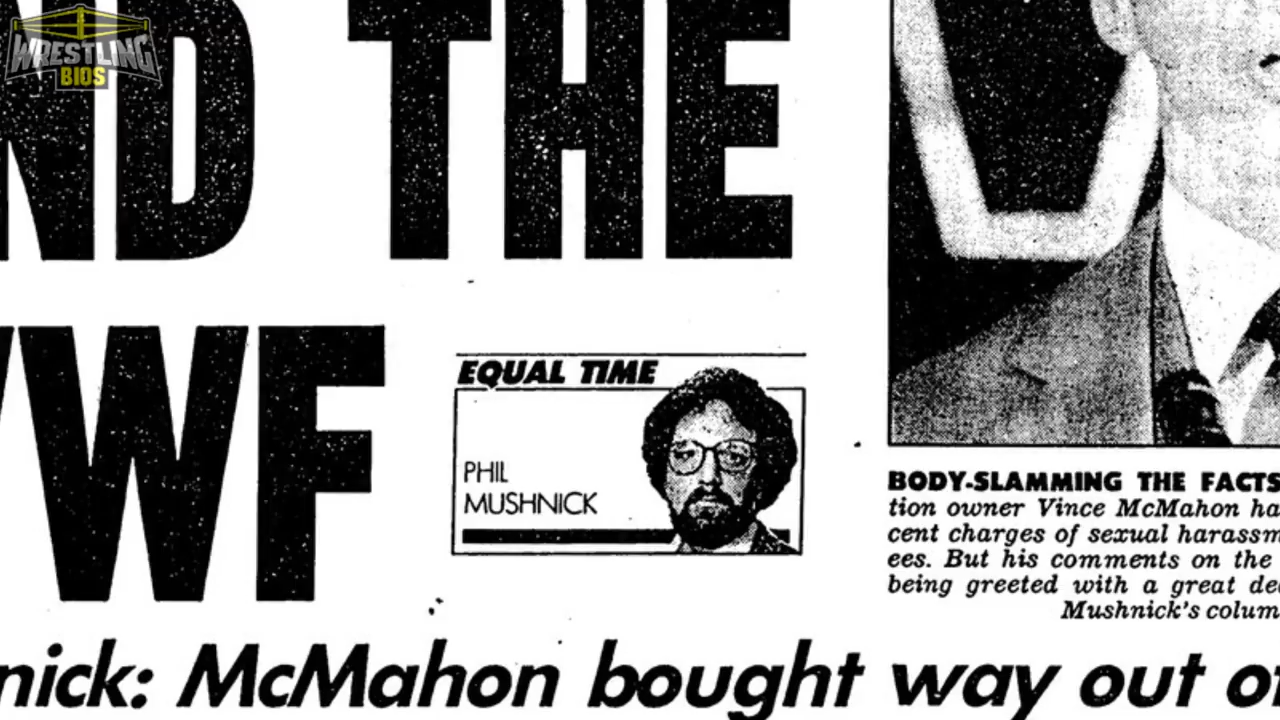 WRESTLING
BIOS
ND THE
WWF
EQUAL TIME
PHIL
MUSHNICK
BODY-SLAMMING THE FACTS
tion owner Vince McMahon ha
cent charges of sexual harassm
ees. But his comments on the
being greeted with a great de
Mushnick's colum
nick: McMahon bought way out of